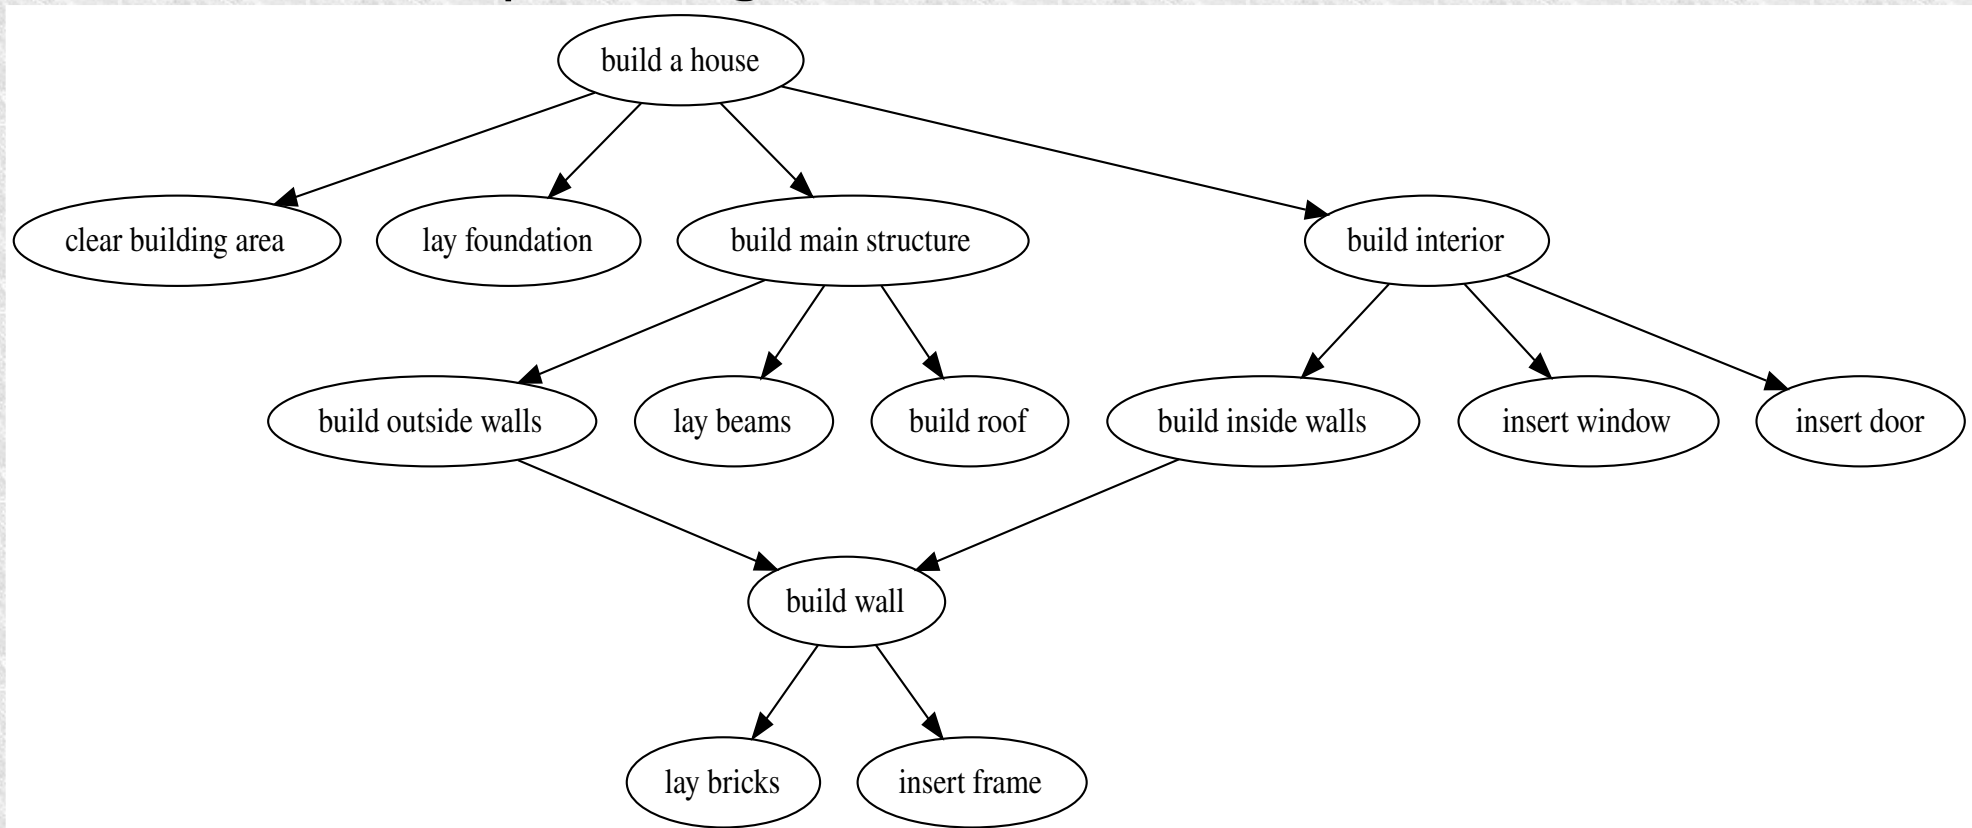 build a house
clear building area
lay foundation
build main structure
build interior
build outside walls
lay beams
build roof
build inside walls
insert window
insert door
build wall
lay bricks
insert frame